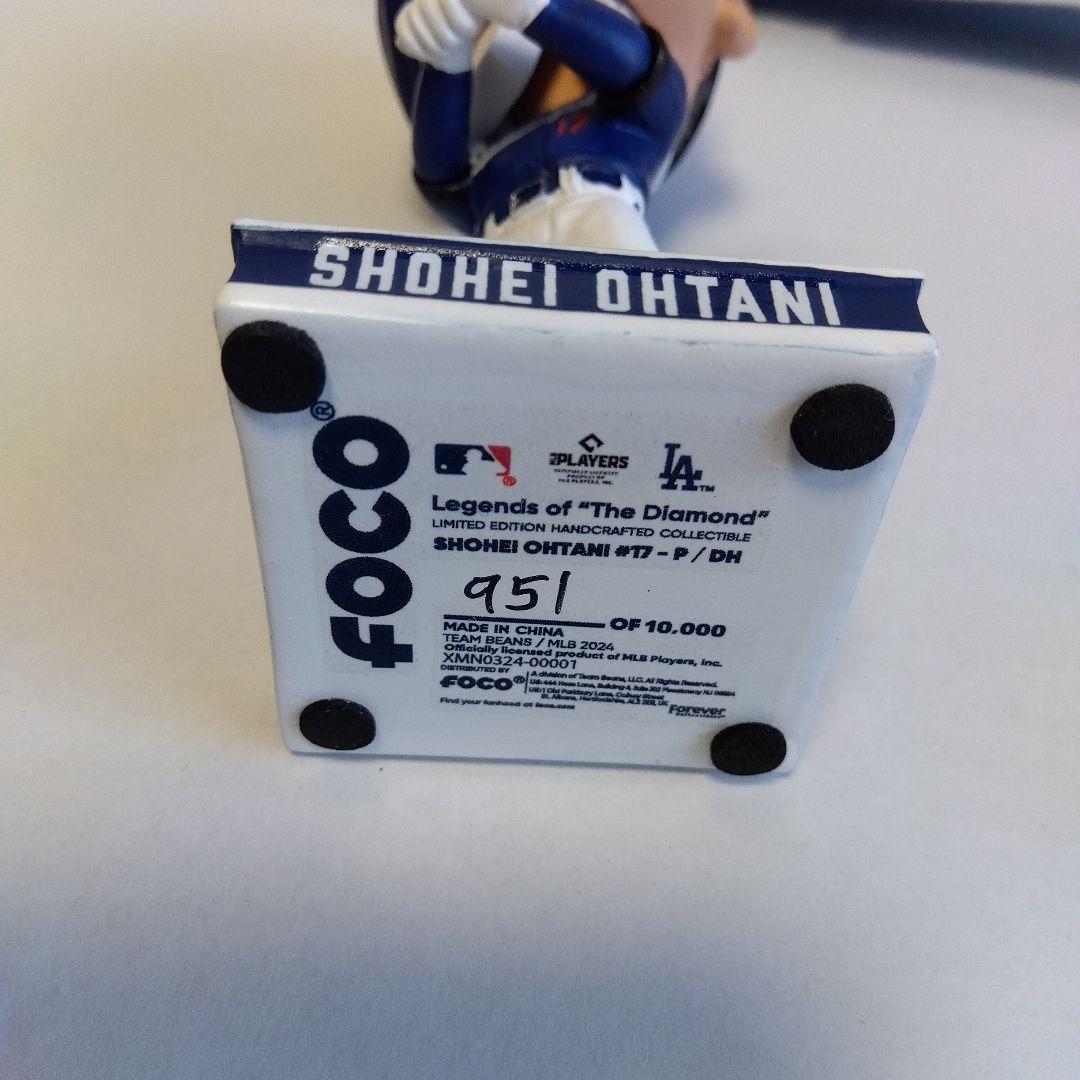 SHOHEI OHTANI
FOCO®
PLAYERS
LA™
Legends of "The Diamond"
LIMITED EDITION HANDCRAFTED COLLECTIBLE
SHOHEI OHTANI #17 - P / DH
951
OF 10.000
MADE IN CHINA
TEAM BEANS / MLB 2024
Officially licensed product of MLB Players, Inc.
XMN0324-00001
DISTRIBUTED BY
FOCO®
A division of Team Beans, LLC. All Rights Reserved.
Find your fanhood at foco.com
Forever